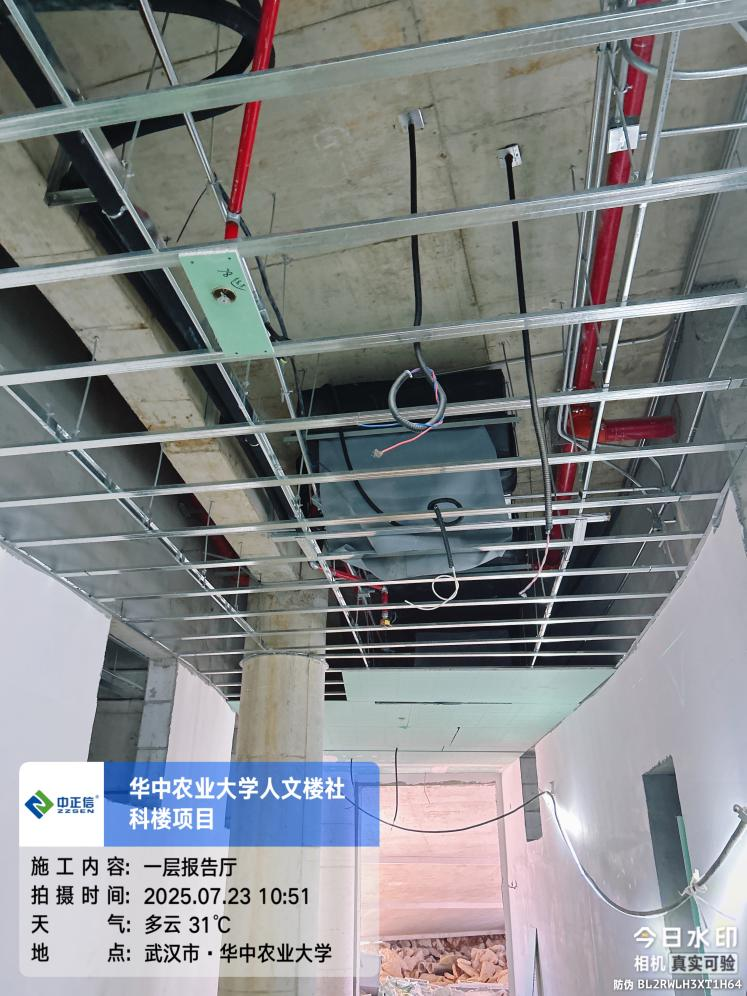 中正信
ZZSEN
华中农业大学人文楼社
科楼项目
施工内容: 一层报告厅
拍摄时间: 2025.07.23 10:51
天气: 多云 31℃
地点: 武汉市·华中农业大学
今日水印
相机 真实可验
防伪 BL2RWLH3XT1H64